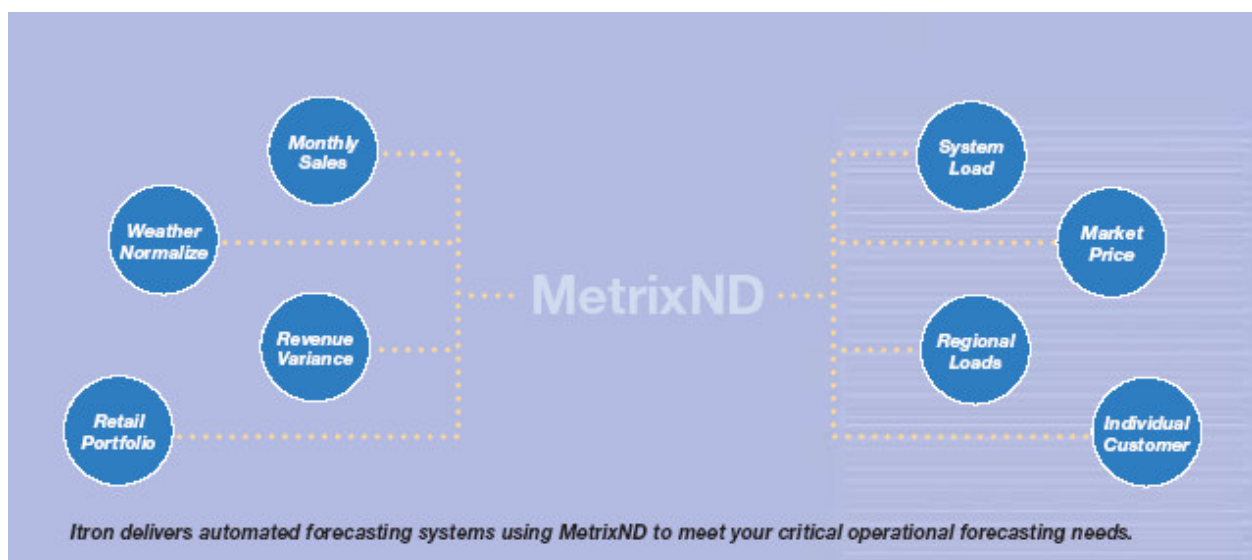 Monthly
Sales
Weather
Normalize
Revenue
Variance
Retail
Portfolio
MetrixND
System
Load
Market
Price
Regional
Loads
Individual
Customer
Itron delivers automated forecasting systems using MetrixND to meet your critical operational forecasting needs.